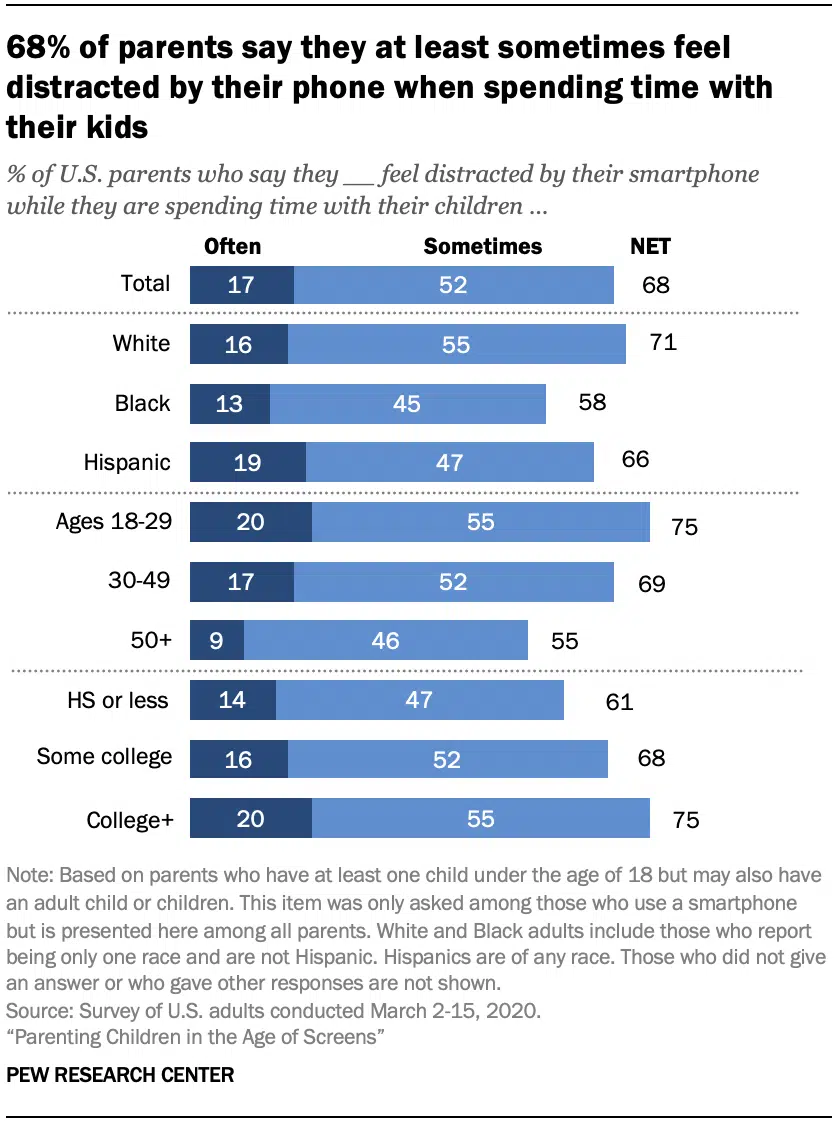 68% of parents say they at least sometimes feel
distracted by their phone when spending time with
their kids
% of U.S. parents who say they __ feel distracted by their smartphone
while they are spending time with their children ...
Often Sometimes NET
Total 17 52 68
White 16 55 71
Black 13 45 58
Hispanic 19 47 66
Ages 18-29 20 55 75
30-49 17 52 69
50+ 9 46 55
HS or less 14 47 61
Some college 16 52 68
College+ 20 55 75
Note: Based on parents who have at least one child under the age of 18 but may also have
an adult child or children. This item was only asked among those who use a smartphone
but is presented here among all parents. White and Black adults include those who report
being only one race and are not Hispanic. Hispanics are of any race. Those who did not give
an answer or who gave other responses are not shown.
Source: Survey of U.S. adults conducted March 2-15, 2020.
“Parenting Children in the Age of Screens”
PEW RESEARCH CENTER